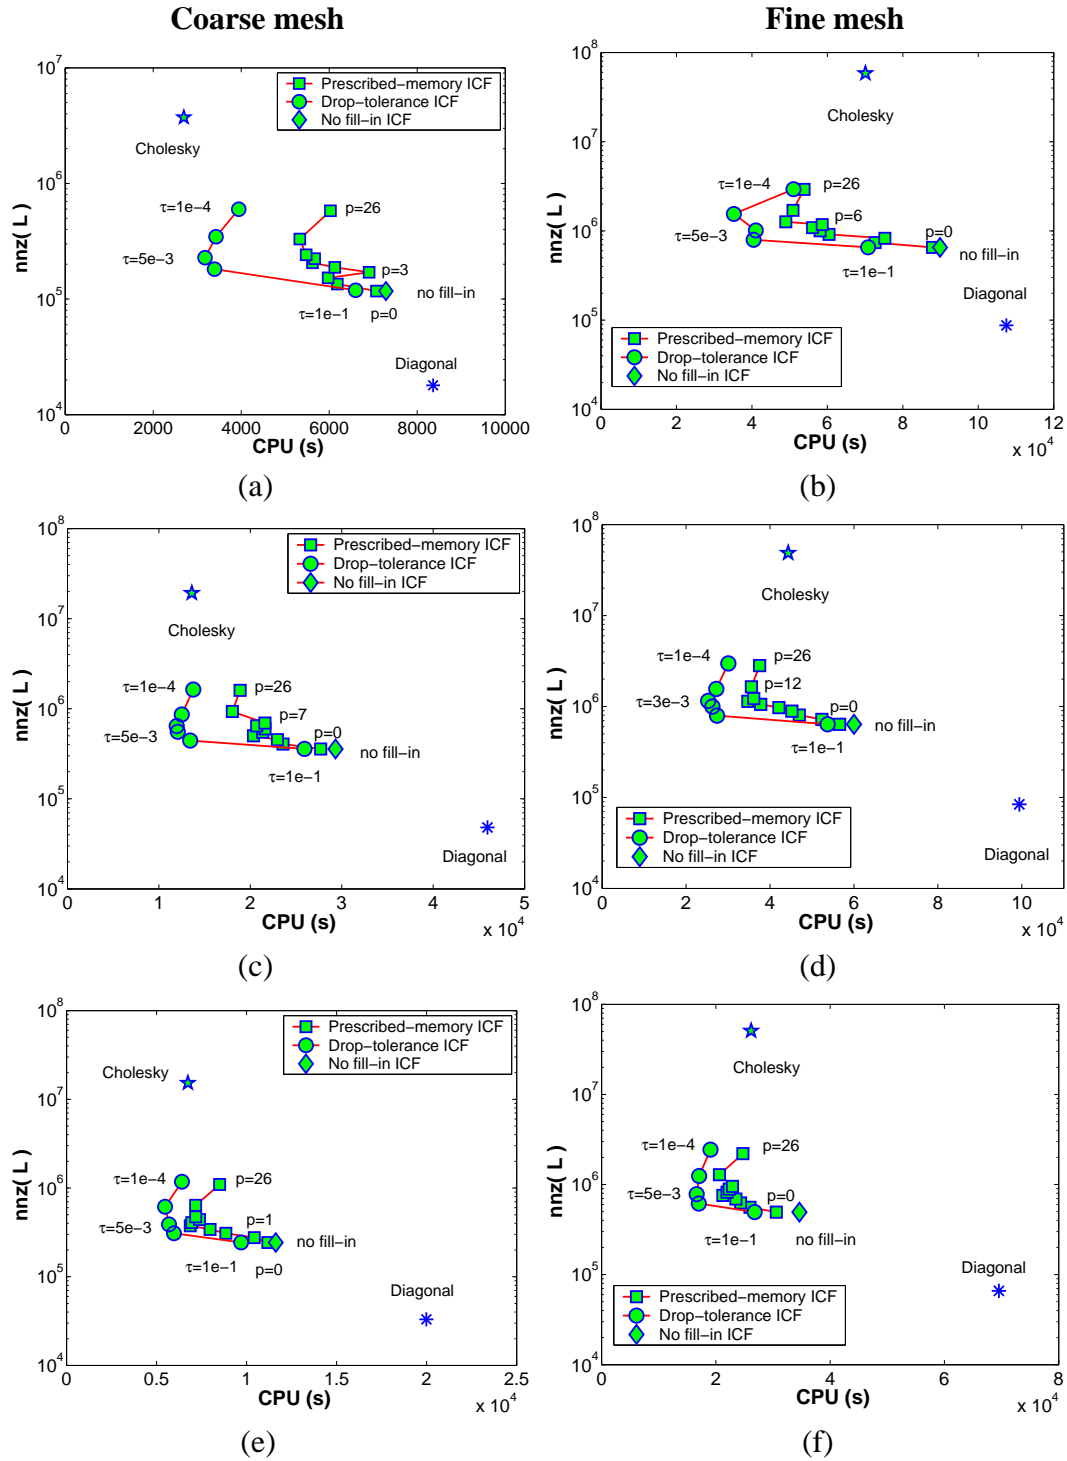 Coarse mesh
Fine mesh
10^7
10^6
10^5
10^4
nnz( L )
Prescribed−memory ICF
Drop−tolerance ICF
No fill−in ICF
Cholesky
τ=1e−4
p=26
τ=5e−3
p=3
no fill−in
τ=1e−1
p=0
Diagonal
0
2000
4000
6000
8000
10000
CPU (s)
(a)
10^8
10^7
10^6
10^5
10^4
nnz( L )
Cholesky
τ=1e−4
p=26
p=6
τ=5e−3
p=0
no fill−in
τ=1e−1
Diagonal
Prescribed−memory ICF
Drop−tolerance ICF
No fill−in ICF
0
2
4
6
8
10
12
x 10^4
CPU (s)
(b)
10^8
10^7
10^6
10^5
10^4
nnz( L )
Prescribed−memory ICF
Drop−tolerance ICF
No fill−in ICF
Cholesky
τ=1e−4
p=26
p=7
τ=5e−3
p=0
no fill−in
τ=1e−1
Diagonal
0
1
2
3
4
5
x 10^4
CPU (s)
(c)
10^8
10^7
10^6
10^5
10^4
nnz( L )
Cholesky
τ=1e−4
p=26
p=12
τ=3e−3
p=0
no fill−in
τ=1e−1
Prescribed−memory ICF
Drop−tolerance ICF
No fill−in ICF
Diagonal
0
2
4
6
8
10
x 10^4
CPU (s)
(d)
10^8
10^7
10^6
10^5
10^4
nnz( L )
Prescribed−memory ICF
Drop−tolerance ICF
No fill−in ICF
Cholesky
τ=1e−4
p=26
τ=5e−3
p=1
no fill−in
τ=1e−1
p=0
Diagonal
0
0.5
1
1.5
2
2.5
x 10^4
CPU (s)
(e)
10^8
10^7
10^6
10^5
10^4
nnz( L )
Cholesky
τ=1e−4
p=26
τ=5e−3
p=0
τ=1e−1
no fill−in
Diagonal
Prescribed−memory ICF
Drop−tolerance ICF
No fill−in ICF
0
2
4
6
8
x 10^4
CPU (s)
(f)